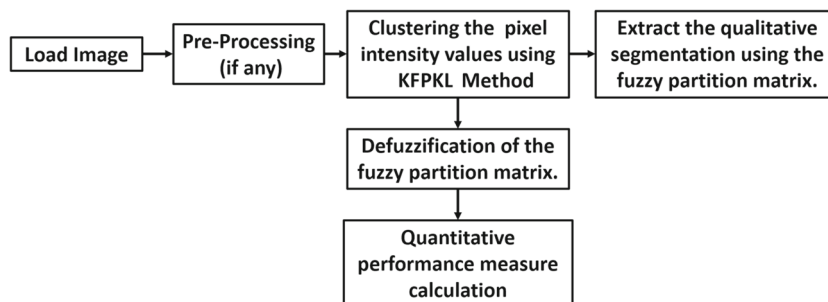 Load Image
Pre-Processing
(if any)
Clustering the pixel
intensity values using
KFPKL Method
Extract the qualitative
segmentation using the
fuzzy partition matrix.
Defuzzification of the
fuzzy partition matrix.
Quantitative
performance measure
calculation